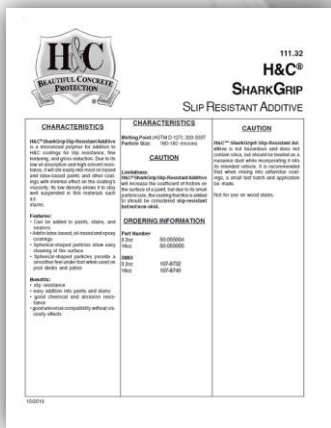 H&C
BEAUTIFUL CONCRETE
PROTECTION
®
111.32
H&C®
SHARKGRIP
SLIP RESISTANT ADDITIVE
CHARACTERISTICS
H&C® SharkGrip Slip-Resistant Additive
is a micronized polymer for addition to
H&C coatings for slip resistance, fine
texturing, and gloss reduction. Due to its
low oil absorption and high solvent resis-
tance, it will stir easily into most oil-based
and latex-based paints and other coat-
ings with minimal effect on the coating's
viscosity. Its low density allows it to stay
well suspended in thin materials such
as
stains.
Features:
• Can be added to paints, stains, and
sealers
• Add to latex-based, oil-based and epoxy
coatings
• Spherical-shaped particles allow easy
cleaning of the surface
• Spherical-shaped particles provide a
smoother feel under foot when used on
pool decks and patios
Benefits:
• slip resistance
• easy addition into paints and stains
• good chemical and abrasion resis-
tance
• good universal compatibility without vis-
cosity effects
CHARACTERISTICS
Melting Point (ASTM D-127):
Particle Size: 160-180 microns
CAUTION
Limitations:
H&C® SharkGrip® Slip Resistant Additive
will increase the coefficient of friction on
the surface of a paint, but due to its small
particle size, the coating that this is added
to should be considered slip-resistant
but not non-skid.
ORDERING INFORMATION
Part Number
3.2oz 50.055004
16oz 50.055005
OMSI
3.2oz 107-8732
16oz 107-8740
CAUTION
H&C™ SharkGrip® Slip Resistant Ad-
ditive is not hazardous and does not
contain silica, but should be treated as a
nuisance dust while incorporating it into
its intended vehicle. It is recommended
that when mixing into unfamiliar coat-
ings, a small test batch and application
be made.
Not for use on wood stains.
10/2010